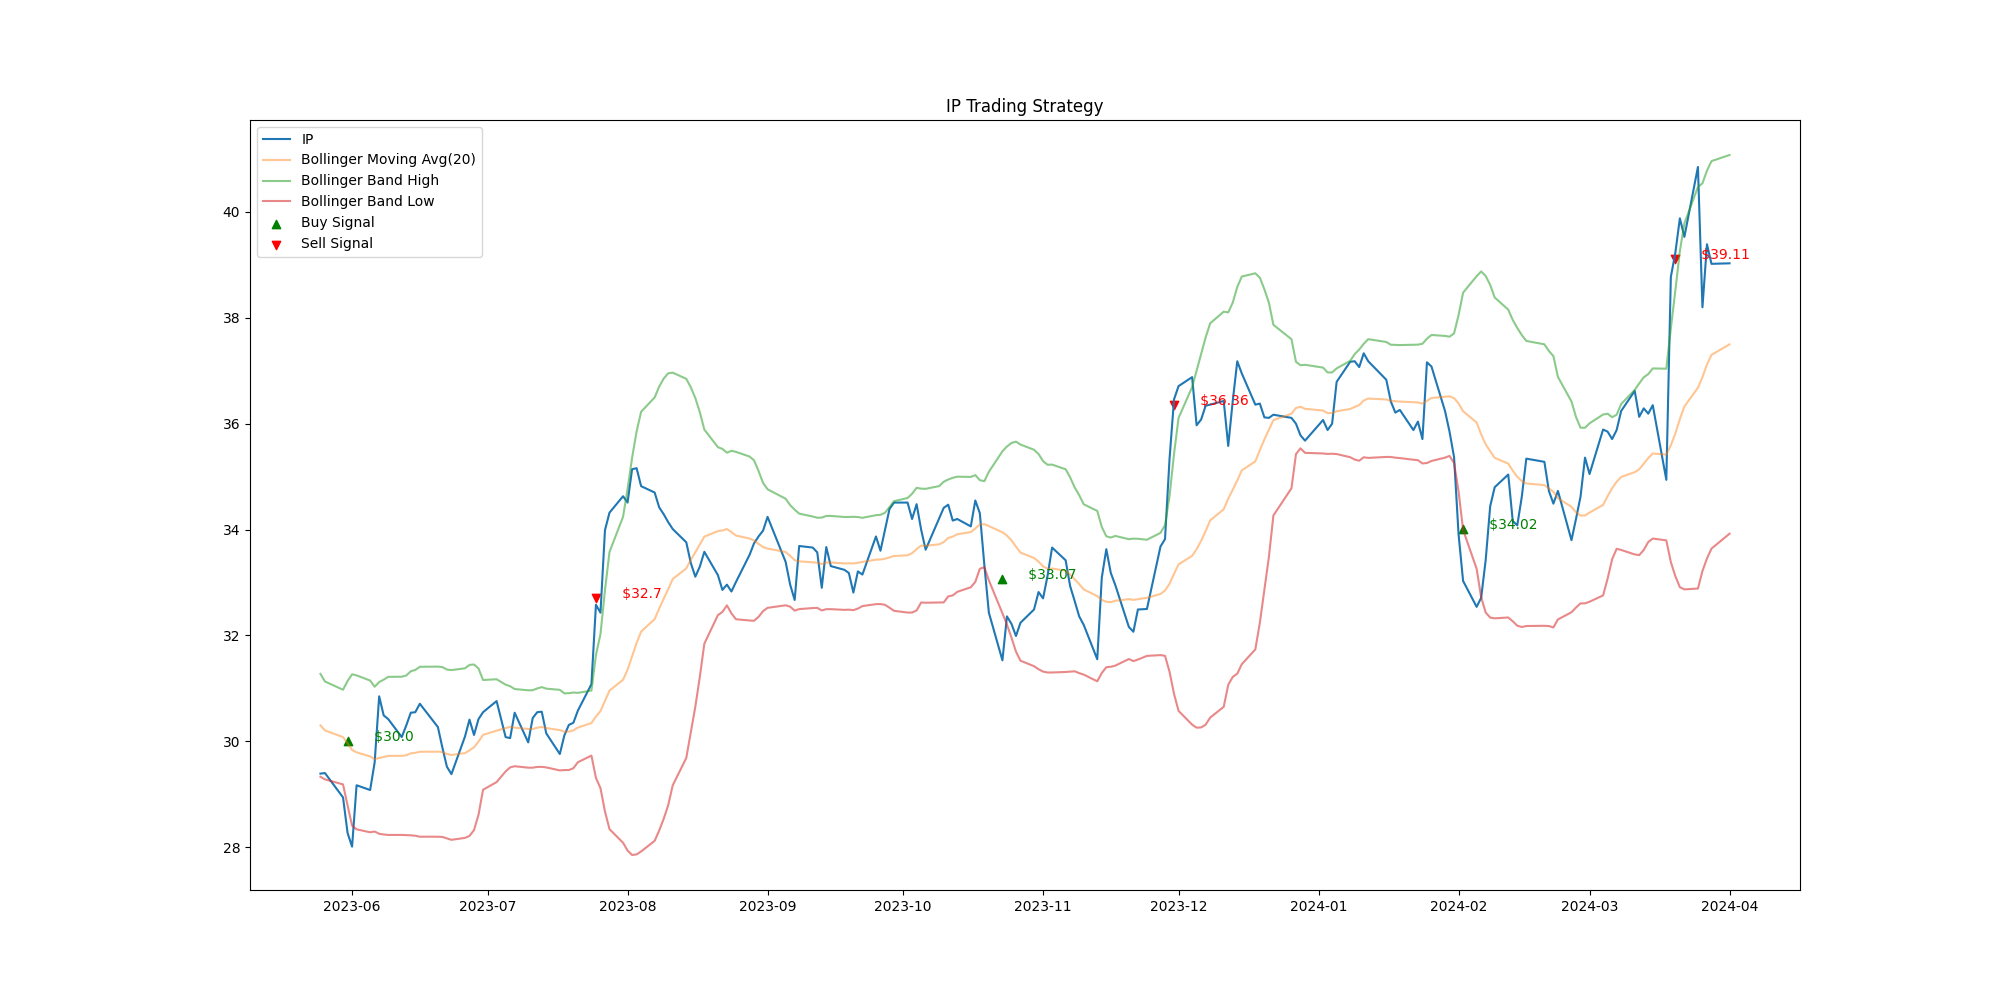 IP Trading Strategy
IP
Bollinger Moving Avg(20)
Bollinger Band High
Bollinger Band Low
Buy Signal
Sell Signal
40
38
36
34
32
30
28
$30.0
$32.7
$33.07
$36.36
$34.02
$39.11
2023-06 2023-07 2023-08 2023-09 2023-10 2023-11 2023-12 2024-01 2024-02 2024-03 2024-04